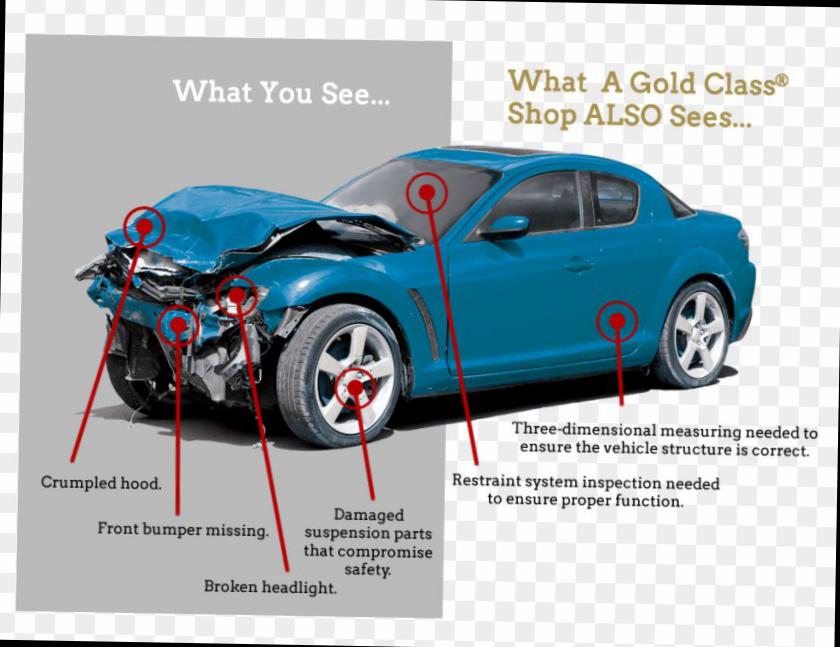 What You See...
What A Gold Class®
Shop ALSO Sees...
Crumpled hood.
Front bumper missing.
Broken headlight.
Damaged
suspension parts
that compromise
safety.
Three-dimensional measuring needed to
ensure the vehicle structure is correct.
Restraint system inspection needed
to ensure proper function.